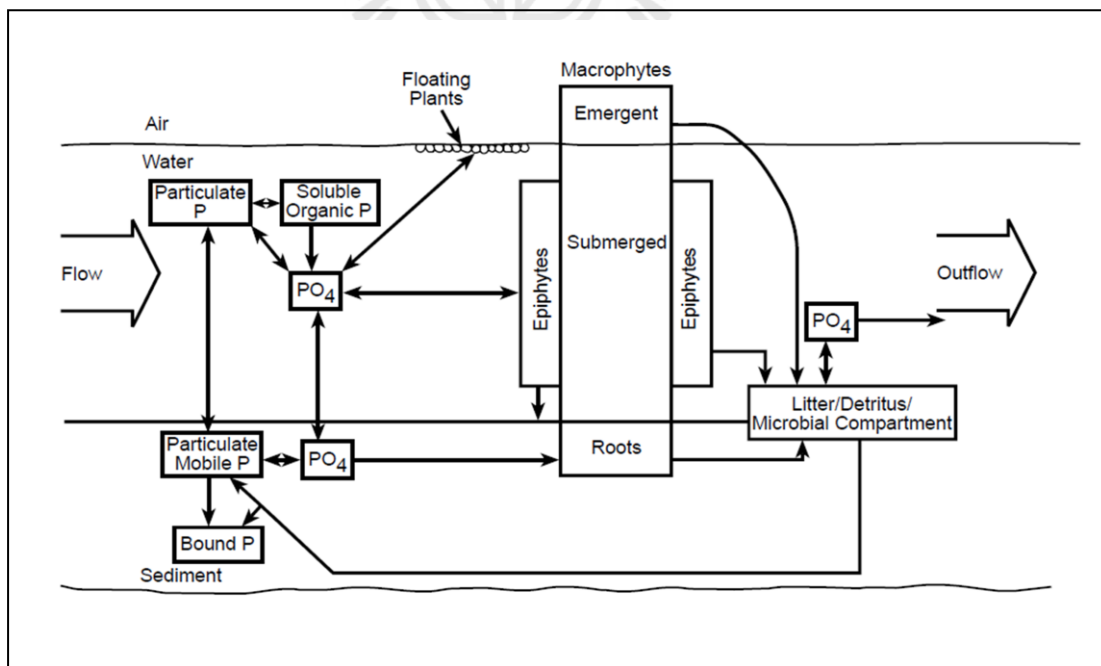 Macrophytes
Floating
Plants
Emergent
Air
Water
Particulate
P
Soluble
Organic P
Submerged
Epiphytes
Epiphytes
Flow
Outflow
PO4
PO4
Litter/Detritus/
Microbial Compartment
Particulate
Mobile P
PO4
Roots
Bound P
Sediment